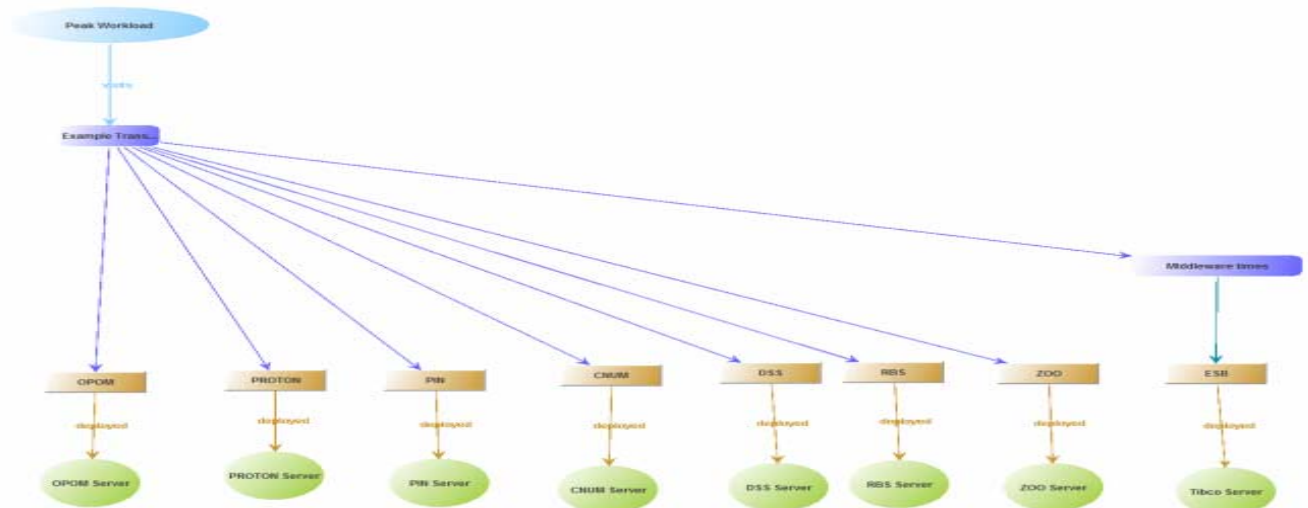 Peak Workload
Example Trans...
Middleware times
OPOM
PROTON
PIN
CNUM
DSS
RBS
ZOO
ESB
deployed
deployed
deployed
deployed
deployed
deployed
deployed
deployed
OPOM Server
PROTON Server
PIN Server
CNUM Server
DSS Server
RBS Server
ZOO Server
Tibco Server